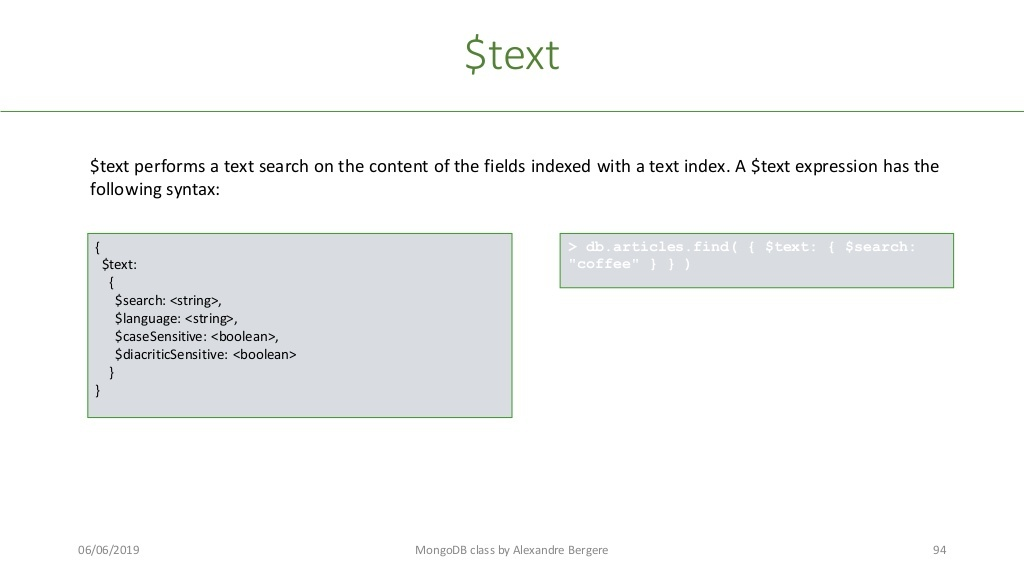 $text
$text performs a text search on the content of the fields indexed with a text index. A $text expression has the
following syntax:
{
$text:
{
$search: <string>,
$language: <string>,
$caseSensitive: <boolean>,
$diacriticSensitive: <boolean>
}
}
> db.articles.find( { $text: { $search:
"coffee" } } )
06/06/2019
MongoDB class by Alexandre Bergere
94